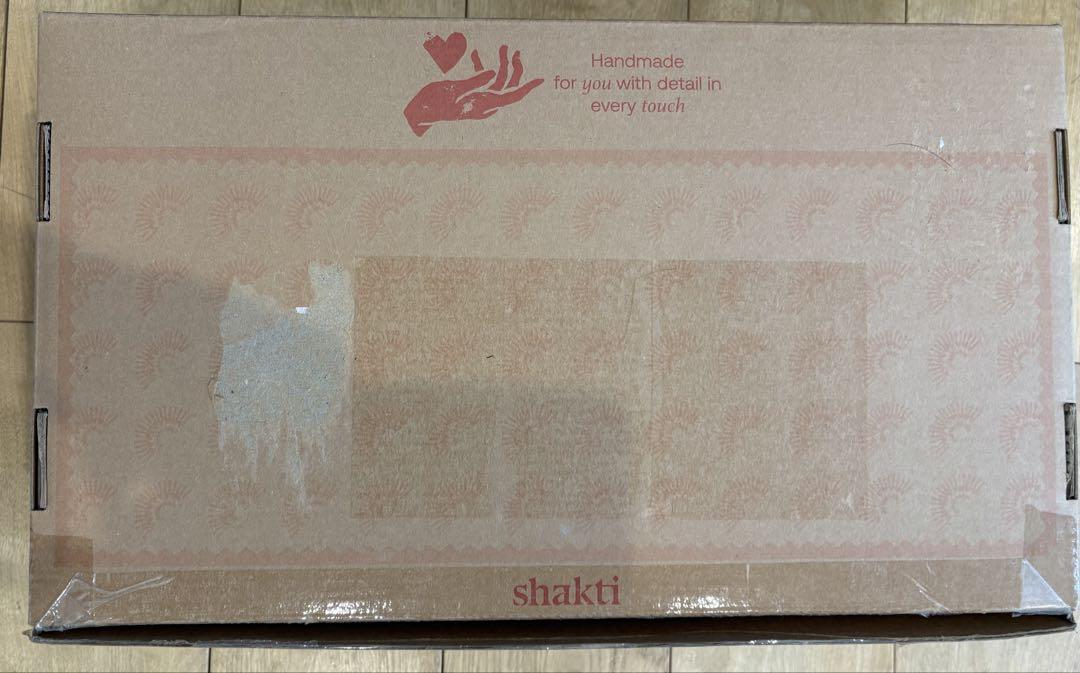 Handmade
for you with detail in
every touch
shakti